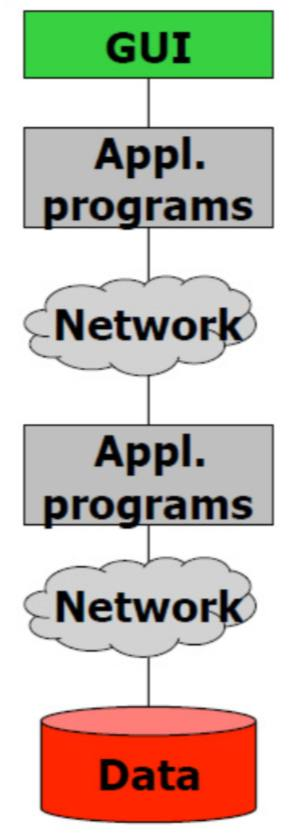 GUI
Appl.
programs
Network
Appl.
programs
Network
Data